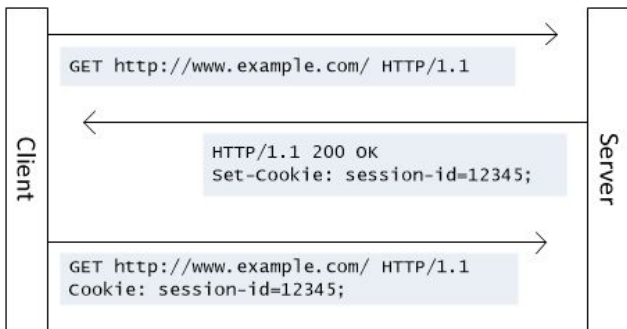 Client
GET http://www.example.com/ HTTP/1.1
HTTP/1.1 200 OK
Set-Cookie: session-id=12345;
GET http://www.example.com/ HTTP/1.1
Cookie: session-id=12345;
Server